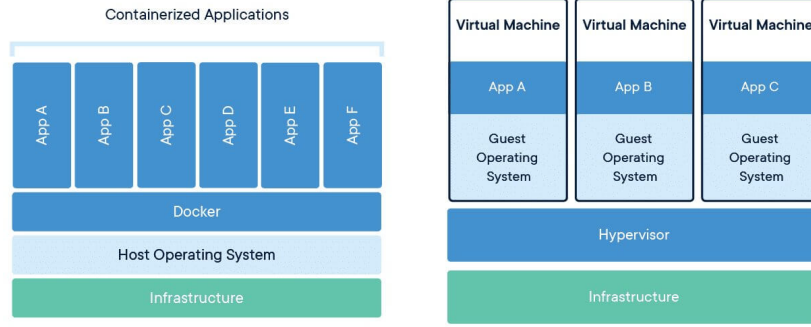 Containerized Applications
App A
App B
App C
App D
App E
App F
Docker
Host Operating System
Infrastructure
Virtual Machine
App A
Guest
Operating
System
Virtual Machine
App B
Guest
Operating
System
Virtual Machine
App C
Guest
Operating
System
Hypervisor
Infrastructure